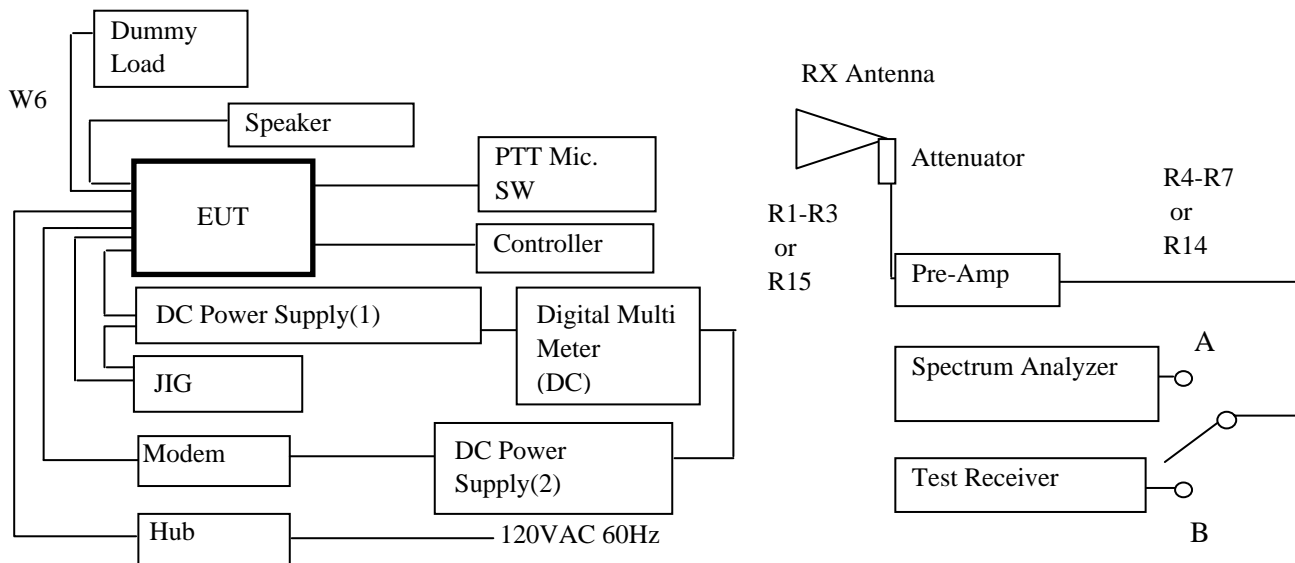 Dummy
Load
W6
Speaker
PTT Mic.
SW
EUT
Controller
DC Power Supply(1)
Digital Multi
Meter
(DC)
JIG
Modem
DC Power
Supply(2)
Hub
120VAC 60Hz
RX Antenna
Attenuator
R1-R3
or
R15
R4-R7
or
R14
Pre-Amp
A
Spectrum Analyzer
Test Receiver
B